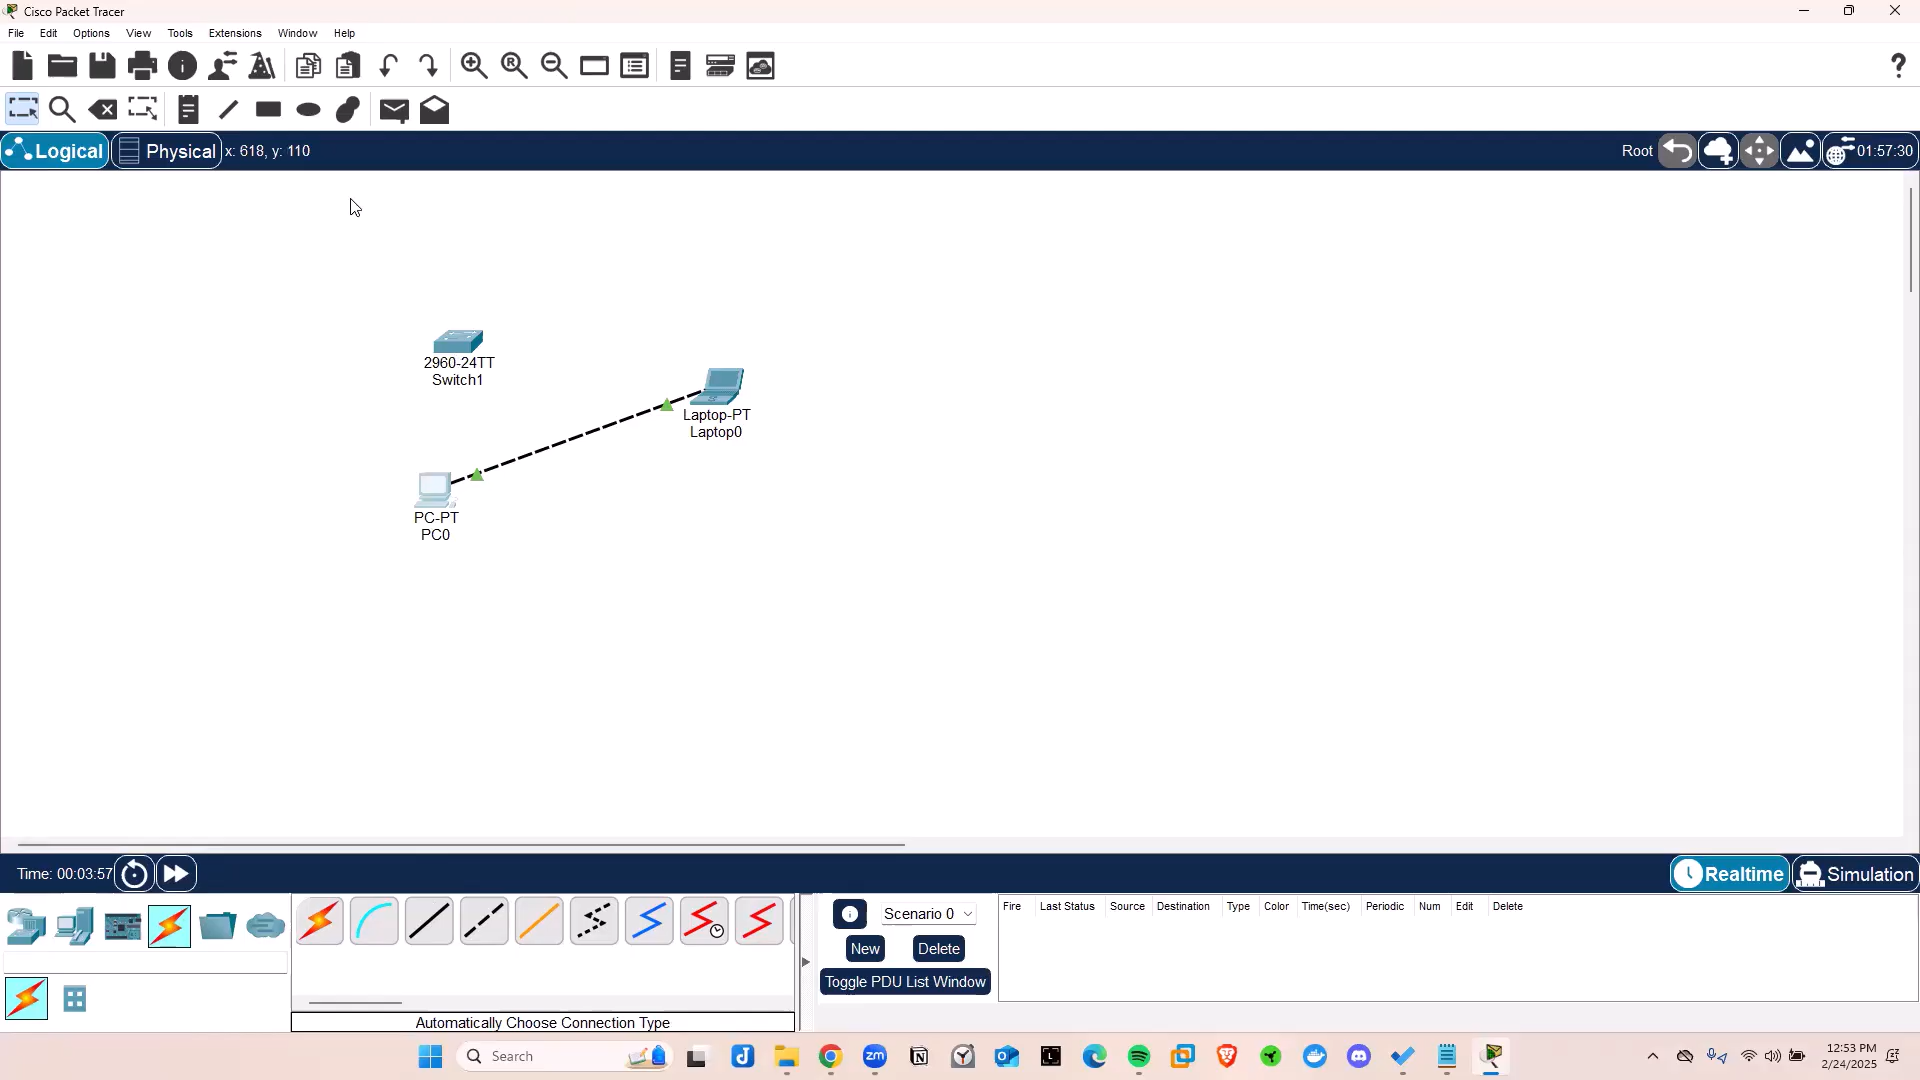 Cisco Packet Tracer
File Edit Options View Tools Extensions Window Help
Logical Physical x: 618, y: 110 Root 01:57:30
2960-24TT
Switch1
Laptop-PT
Laptop0
PC-PT
PC0
Time: 00:03:57 Realtime Simulation
Scenario 0
New Delete
Toggle PDU List Window
Fire Last Status Source Destination Type Color Time(sec) Periodic Num Edit Delete
Automatically Choose Connection Type
Search
12:53 PM
2/24/2025